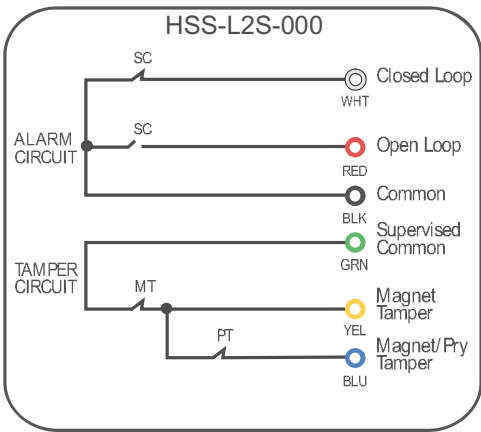 HSS-L2S-000
SC
Closed Loop
WHT
SC
ALARM
CIRCUIT
Open Loop
RED
Common
BLK
Supervised
Common
GRN
TAMPER
CIRCUIT
MT
Magnet
Tamper
YEL
PT
Magnet/Pry
Tamper
BLU